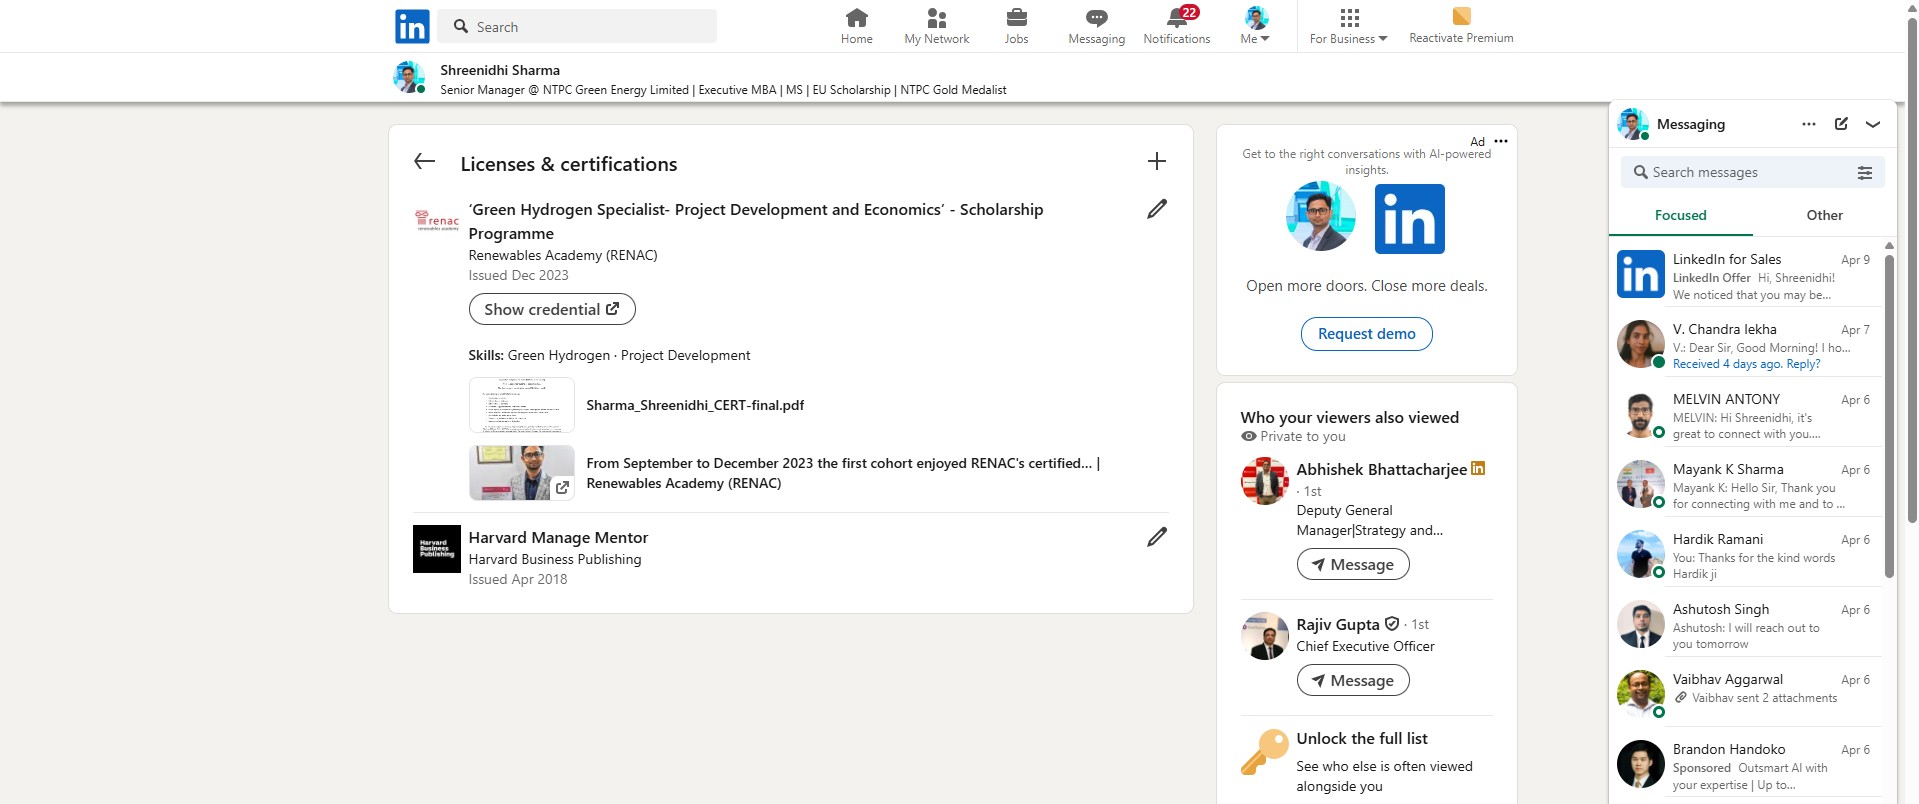 in
Search
Home
My Network
Jobs
Messaging
22
Notifications
Me
For Business
Reactivate Premium
Shreenidhi Sharma
Senior Manager @ NTPC Green Energy Limited | Executive MBA | MS | EU Scholarship | NTPC Gold Medalist
Licenses & certifications
renac
renewables academy
‘Green Hydrogen Specialist- Project Development and Economics’ - Scholarship
Programme
Renewables Academy (RENAC)
Issued Dec 2023
Show credential
Skills: Green Hydrogen · Project Development
Sharma_Shreenidhi_CERT-final.pdf
From September to December 2023 the first cohort enjoyed RENAC's certified... |
Renewables Academy (RENAC)
Harvard
Business
Publishing
Harvard Manage Mentor
Harvard Business Publishing
Issued Apr 2018
Ad
Get to the right conversations with AI-powered
insights.
in
Open more doors. Close more deals.
Request demo
Who your viewers also viewed
Private to you
Abhishek Bhattacharjee in
· 1st
Deputy General
Manager|Strategy and...
Message
Rajiv Gupta · 1st
Chief Executive Officer
Message
Unlock the full list
See who else is often viewed
alongside you
Messaging
Search messages
Focused
Other
in
LinkedIn for Sales Apr 9
LinkedIn Offer Hi, Shreenidhi!
We noticed that you may be...
V. Chandra lekha Apr 7
V.: Dear Sir, Good Morning! I ho...
Received 4 days ago. Reply?
MELVIN ANTONY Apr 6
MELVIN: Hi Shreenidhi, it's
great to connect with you....
Mayank K Sharma Apr 6
Mayank K: Hello Sir, Thank you
for connecting with me and to ...
Hardik Ramani Apr 6
You: Thanks for the kind words
Hardik ji
Ashutosh Singh Apr 6
Ashutosh: I will reach out to
you tomorrow
Vaibhav Aggarwal Apr 6
Vaibhav sent 2 attachments
Brandon Handoko Apr 6
Sponsored Outsmart AI with
your expertise | Up to...